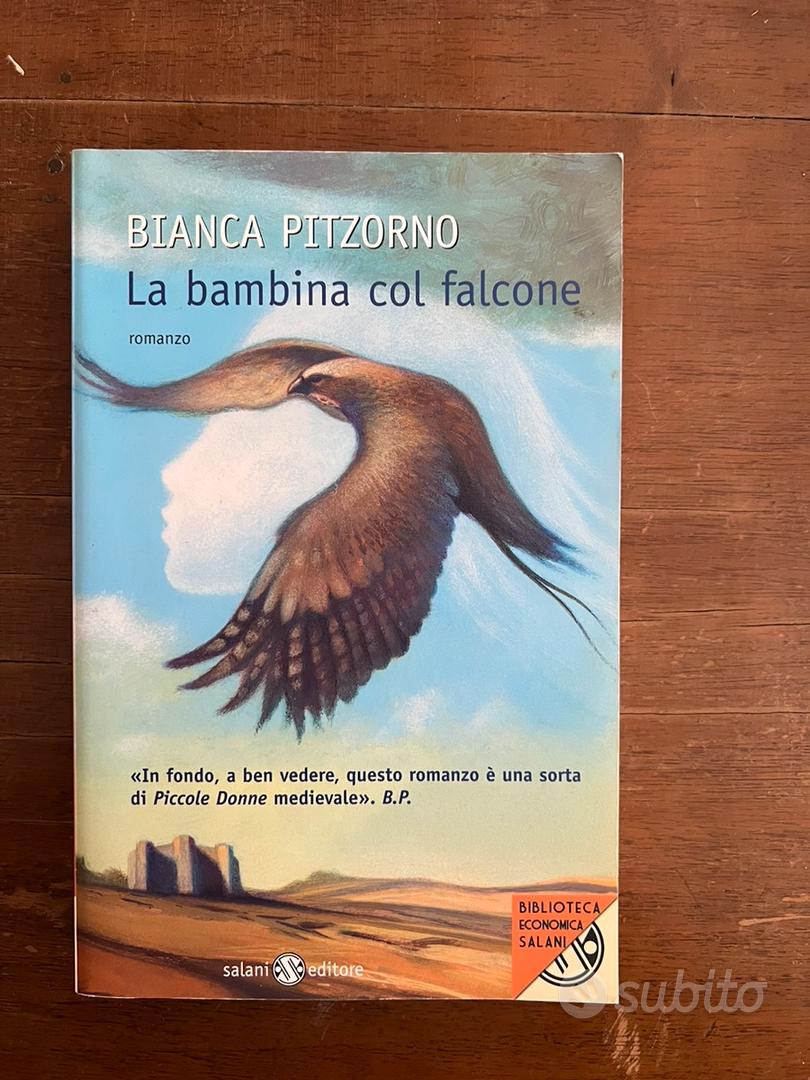 BIANCA PITZORNO
La bambina col falcone
romanzo
«In fondo, a ben vedere, questo romanzo è una sorta
di Piccole Donne medievale». B.P.
BIBLIOTECA
ECONOMICA
SALANI
salani editore
subito